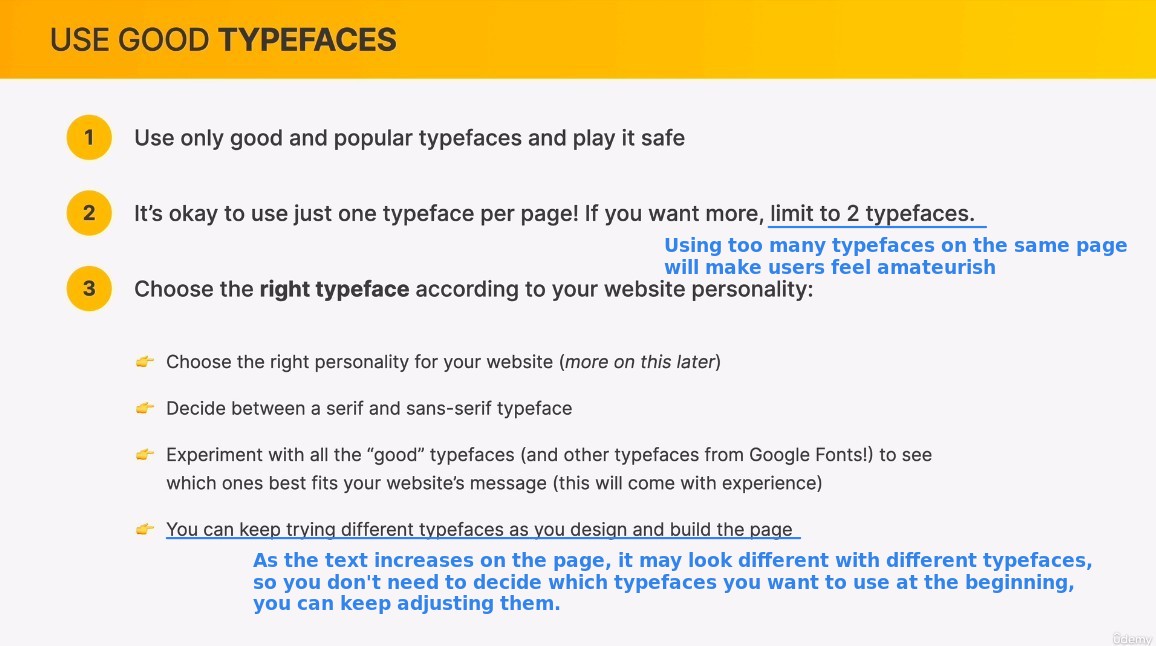 USE GOOD TYPEFACES
1 Use only good and popular typefaces and play it safe
2 It’s okay to use just one typeface per page! If you want more, limit to 2 typefaces.
Using too many typefaces on the same page
will make users feel amateurish
3 Choose the right typeface according to your website personality:
👉 Choose the right personality for your website (more on this later)
👉 Decide between a serif and sans-serif typeface
👉 Experiment with all the “good” typefaces (and other typefaces from Google Fonts!) to see
which ones best fits your website’s message (this will come with experience)
👉 You can keep trying different typefaces as you design and build the page
As the text increases on the page, it may look different with different typefaces,
so you don't need to decide which typefaces you want to use at the beginning,
you can keep adjusting them.
ûdemy